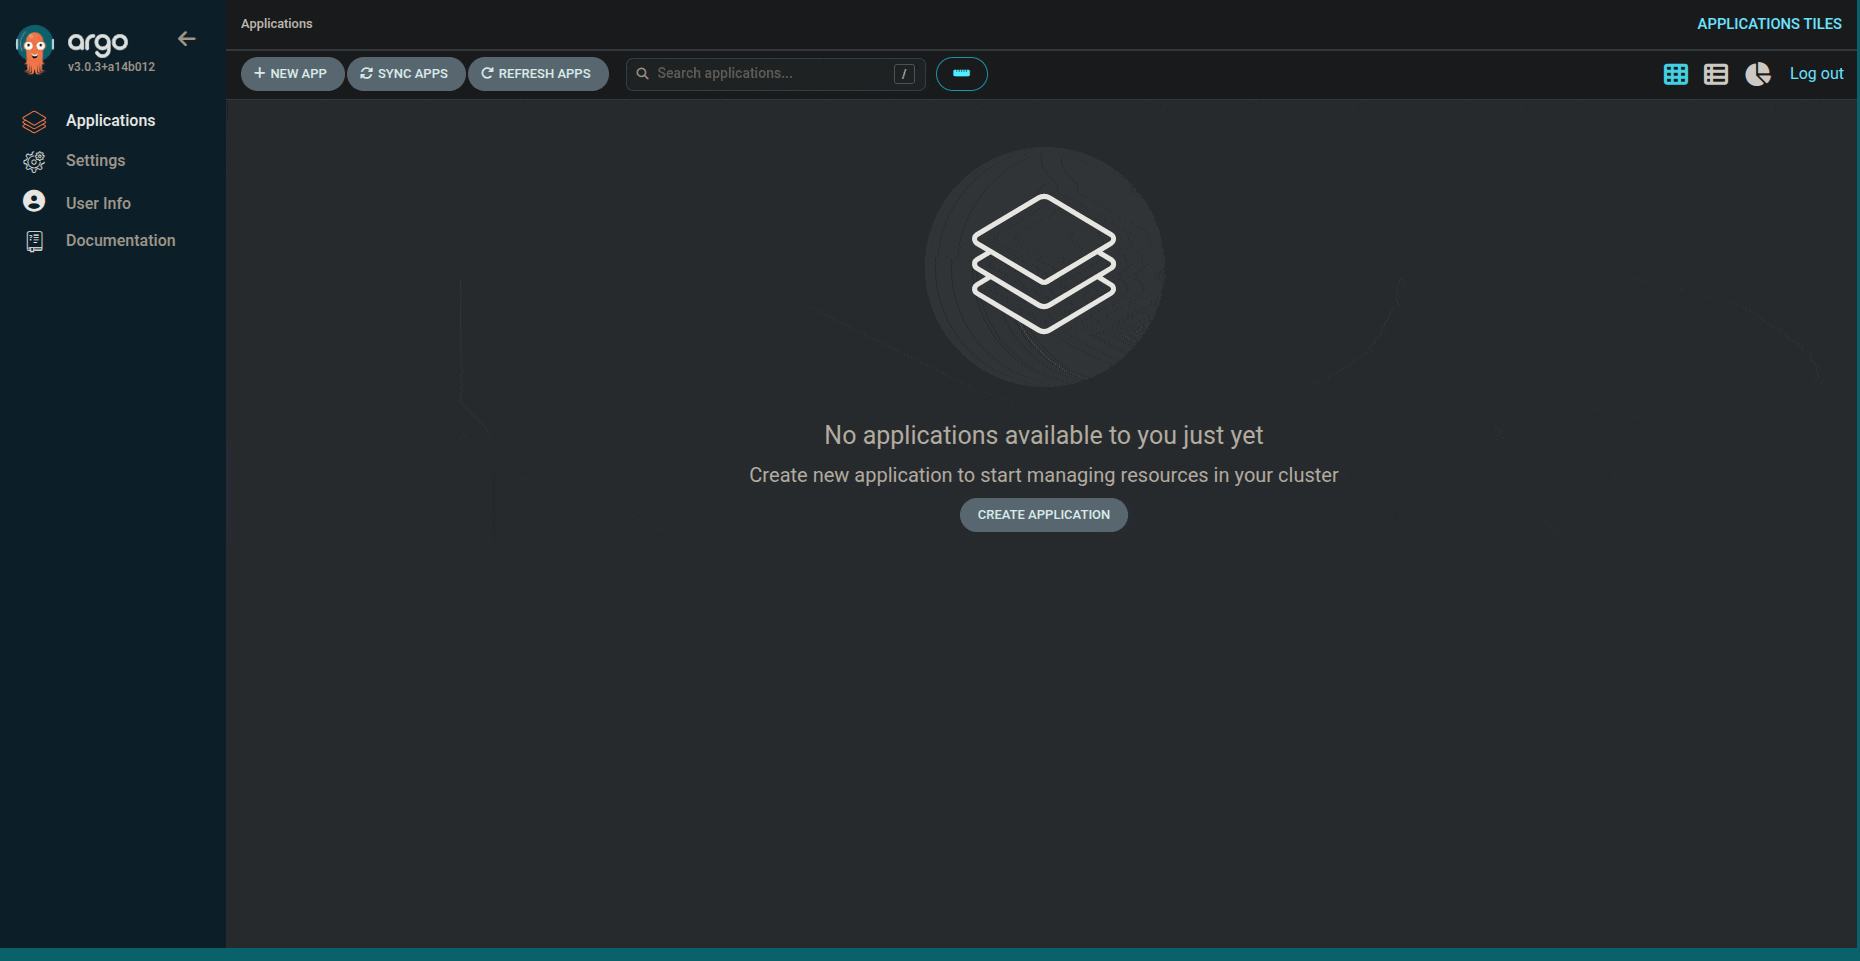 argo
v3.0.3+a14b012
Applications
Settings
User Info
Documentation
Applications
APPLICATIONS TILES
NEW APP
SYNC APPS
REFRESH APPS
Search applications...
/
Log out
No applications available to you just yet
Create new application to start managing resources in your cluster
CREATE APPLICATION